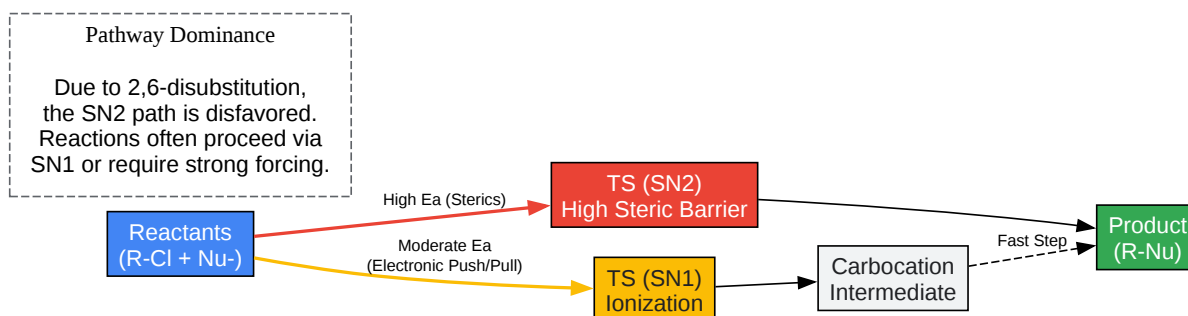 Pathway Dominance
Due to 2,6-disubstitution,
the SN2 path is disfavored.
Reactions often proceed via
SN1 or require strong forcing.
Reactants
(R-Cl + Nu-)
High Ea (Sterics)
Moderate Ea
(Electronic Push/Pull)
TS (SN2)
High Steric Barrier
TS (SN1)
Ionization
Carbocation
Intermediate
Fast Step
Product
(R-Nu)